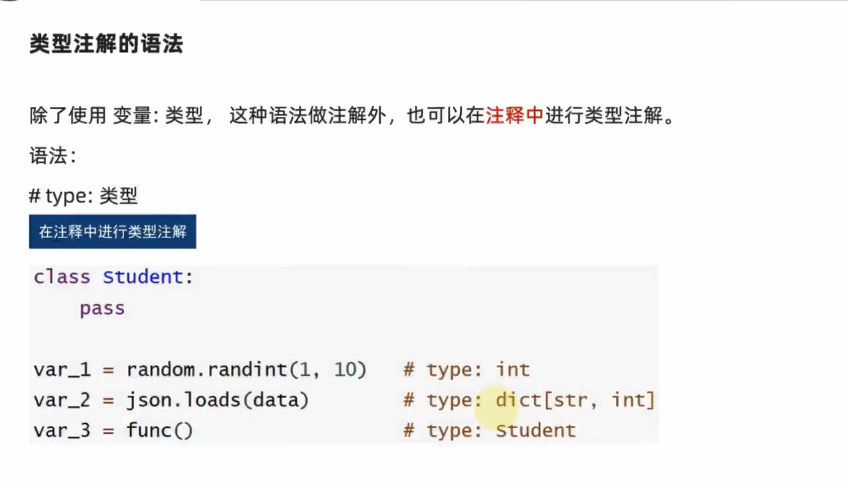 类型注解的语法
除了使用 变量: 类型， 这种语法做注解外，也可以在注释中进行类型注解。
语法：
# type: 类型
在注释中进行类型注解
class Student:
    pass
var_1 = random.randint(1, 10)   # type: int
var_2 = json.loads(data)        # type: dict[str, int]
var_3 = func()                  # type: Student